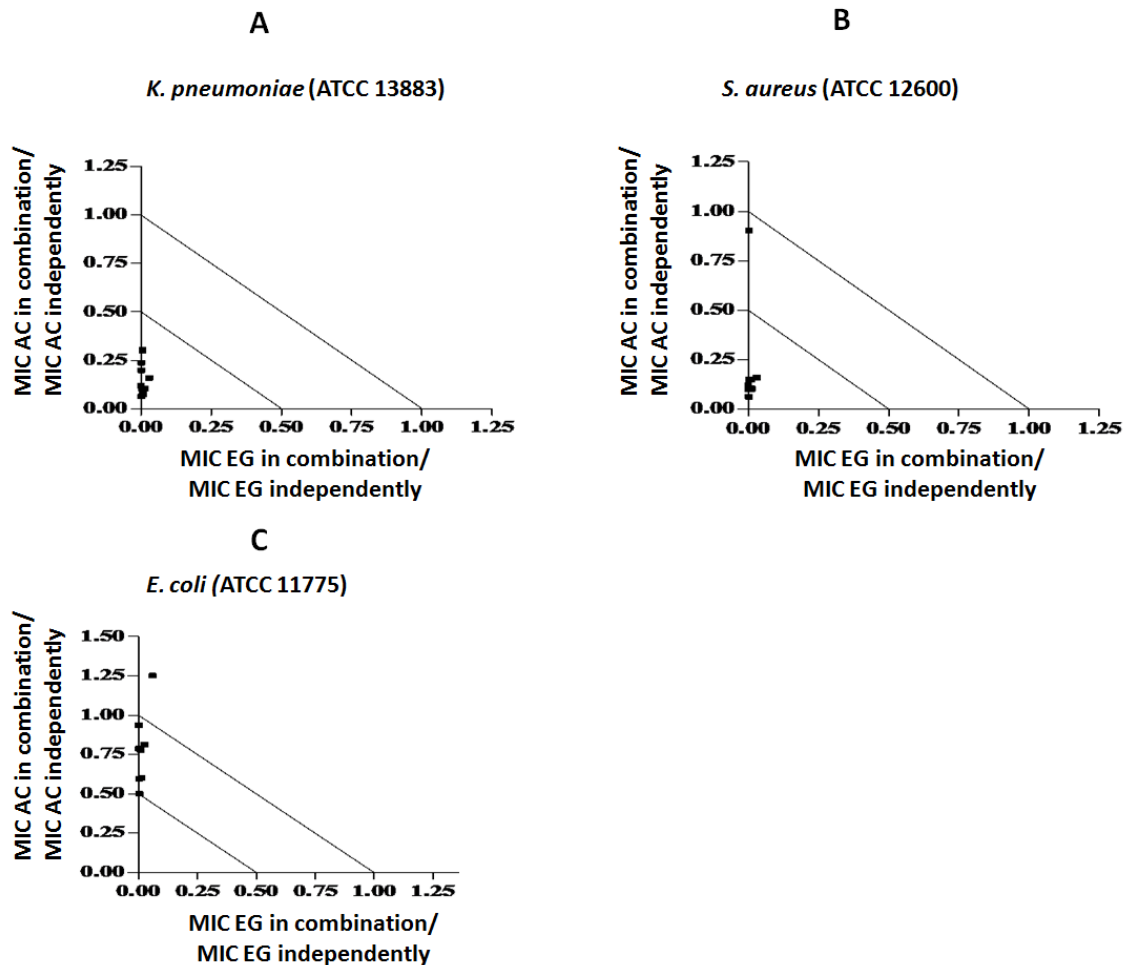 A
K. pneumoniae (ATCC 13883)
MIC AC in combination/
MIC AC independently
1.25
1.00
0.75
0.50
0.25
0.00
0.00 0.25 0.50 0.75 1.00 1.25
MIC EG in combination/
MIC EG independently
B
S. aureus (ATCC 12600)
MIC AC in combination/
MIC AC independently
1.25
1.00
0.75
0.50
0.25
0.00
0.00 0.25 0.50 0.75 1.00 1.25
MIC EG in combination/
MIC EG independently
C
E. coli (ATCC 11775)
MIC AC in combination/
MIC AC independently
1.50
1.25
1.00
0.75
0.50
0.25
0.00
0.00 0.25 0.50 0.75 1.00 1.25
MIC EG in combination/
MIC EG independently